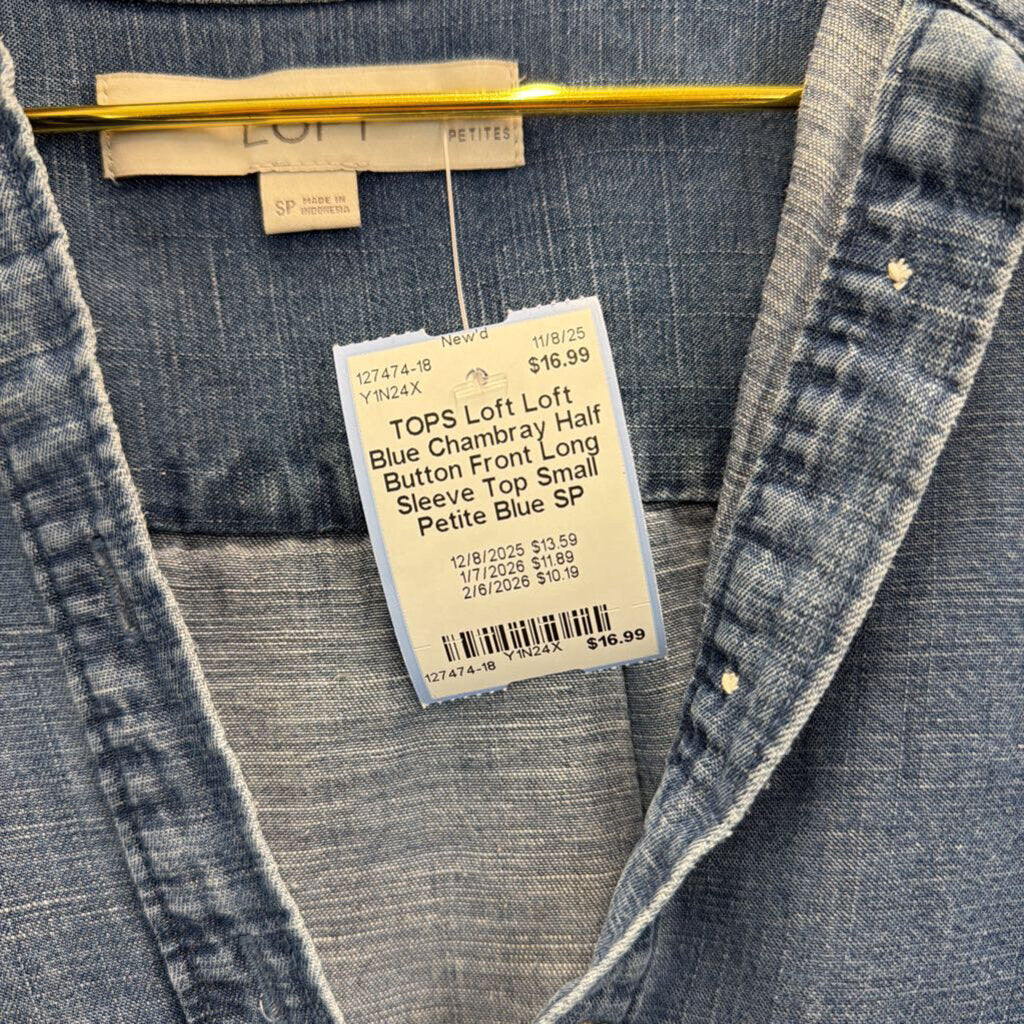 LOFT
PETITES
SP MADE IN
INDONESIA
New'd
127474-18 11/8/25
Y1N24X $16.99
TOPS Loft Loft
Blue Chambray Half
Button Front Long
Sleeve Top Small
Petite Blue SP
12/8/2025 $13.59
1/7/2026 $11.89
2/6/2026 $10.19
127474-18 Y1N24X $16.99